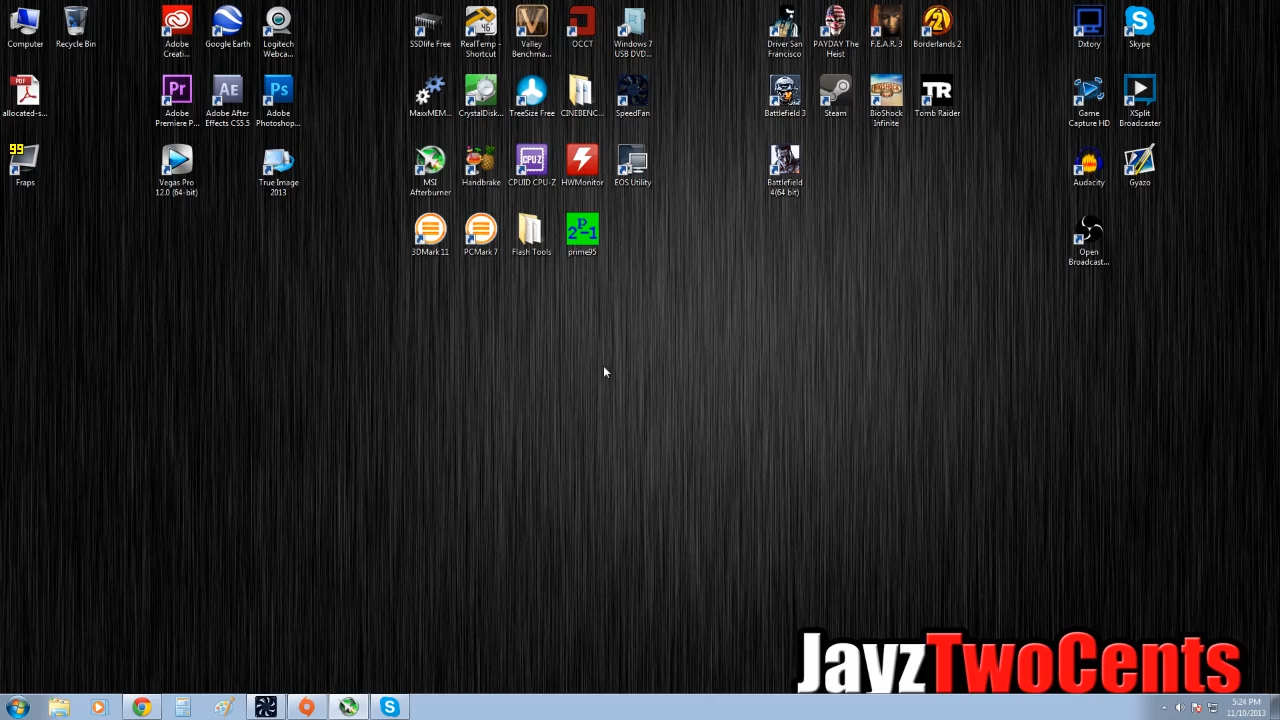 Computer
Recycle Bin
Adobe Creati...
Google Earth
Logitech Webca...
SSDlife Free
RealTemp - Shortcut
Valley Benchma...
OCCT
Windows 7 USB DVD...
Driver San Francisco
PAYDAY The Heist
F.E.A.R. 3
Borderlands 2
Dxtory
Skype
allocated-s...
Adobe Premiere P...
Adobe After Effects CS5.5
Adobe Photoshop...
MaxxMEM...
CrystalDisk...
TreeSize Free
CINEBENC...
SpeedFan
Battlefield 3
Steam
BioShock Infinite
Tomb Raider
Game Capture HD
XSplit Broadcaster
Fraps
Vegas Pro 12.0 (64-bit)
True Image 2013
MSI Afterburner
Handbrake
CPUID CPU-Z
HWMonitor
EOS Utility
Battlefield 4(64 bit)
Audacity
Gyazo
3DMark 11
PCMark 7
Flash Tools
prime95
Open Broadcast...
JayzTwoCents
5:24 PM
11/10/2013